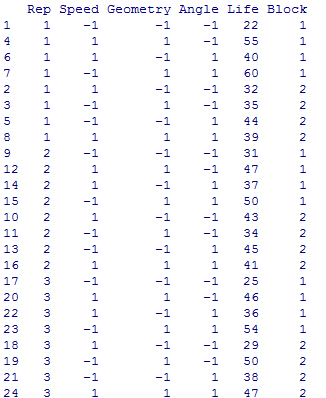 Rep Speed Geometry Angle Life Block
1 1 -1 -1 -1 22 1
4 1 1 1 -1 55 1
6 1 1 -1 1 40 1
7 1 -1 1 1 60 1
2 1 1 -1 -1 32 2
3 1 -1 1 -1 35 2
5 1 -1 -1 1 44 2
8 1 1 1 1 39 2
9 2 -1 -1 -1 31 1
12 2 1 1 -1 47 1
14 2 1 -1 1 37 1
15 2 -1 1 1 50 1
10 2 1 -1 -1 43 2
11 2 -1 1 -1 34 2
13 2 -1 -1 1 45 2
16 2 1 1 1 41 2
17 3 -1 -1 -1 25 1
20 3 1 1 -1 46 1
22 3 1 -1 1 36 1
23 3 -1 1 1 54 1
18 3 1 -1 -1 29 2
19 3 -1 1 -1 50 2
21 3 -1 -1 1 38 2
24 3 1 1 1 47 2